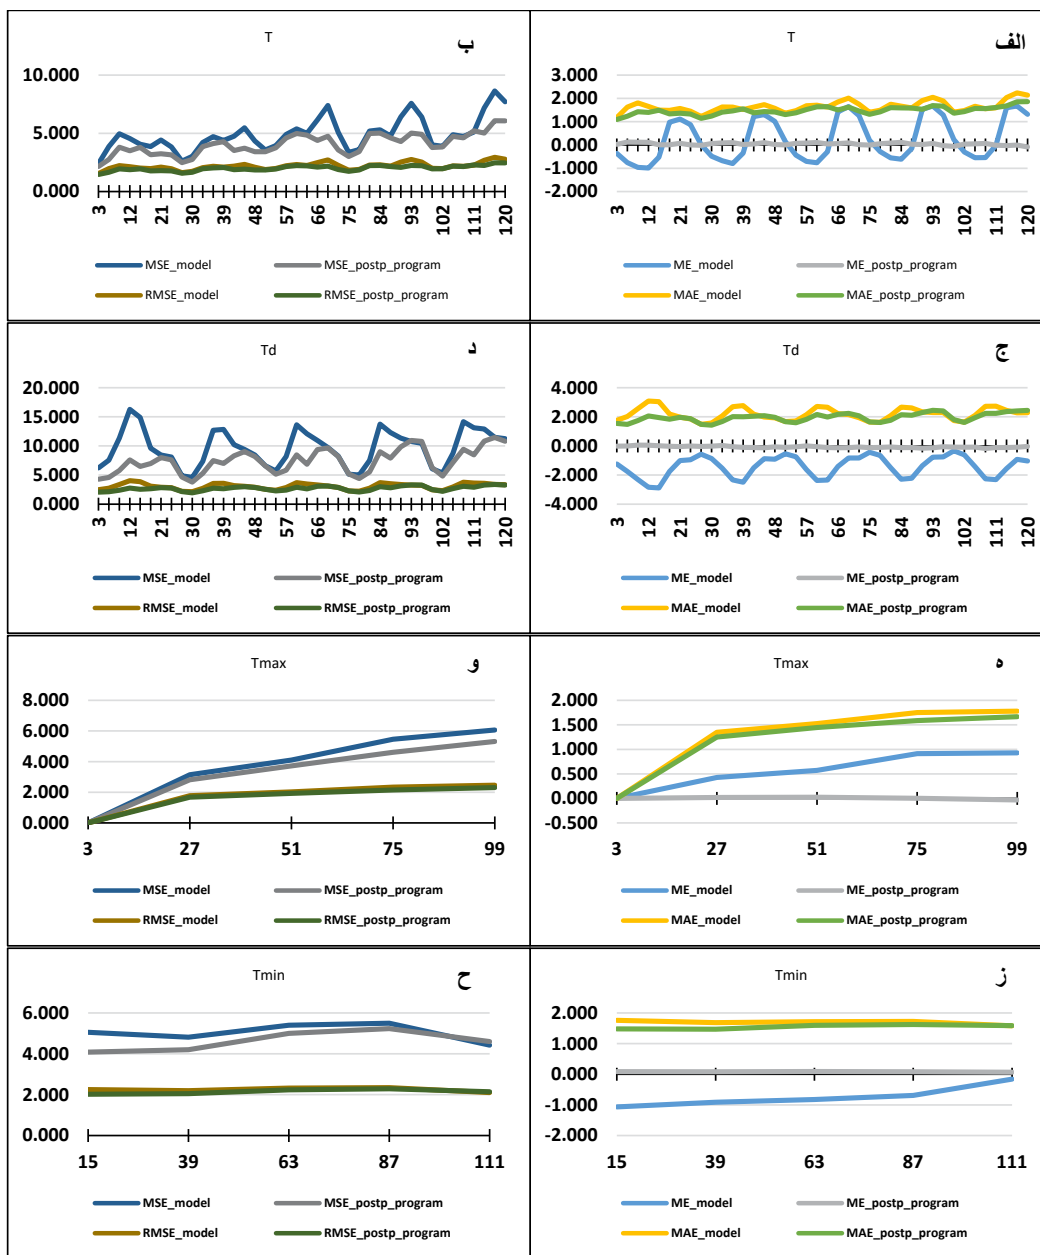 الف
T
3.000
2.000
1.000
0.000
-1.000
-2.000
3 12 21 30 39 48 57 66 75 84 93 102 111 120
ME_model ME_postp_program
MAE_model MAE_postp_program
ب
T
10.000
5.000
0.000
3 12 21 30 39 48 57 66 75 84 93 102 111 120
MSE_model MSE_postp_program
RMSE_model RMSE_postp_program
ج
Td
4.000
2.000
0.000
-2.000
-4.000
3 12 21 30 39 48 57 66 75 84 93 102 111 120
ME_model ME_postp_program
MAE_model MAE_postp_program
د
Td
20.000
15.000
10.000
5.000
0.000
3 12 21 30 39 48 57 66 75 84 93 102 111 120
MSE_model MSE_postp_program
RMSE_model RMSE_postp_program
ه
Tmax
2.000
1.500
1.000
0.500
0.000
-0.500
3 27 51 75 99
ME_model ME_postp_program
MAE_model MAE_postp_program
و
Tmax
8.000
6.000
4.000
2.000
0.000
3 27 51 75 99
MSE_model MSE_postp_program
RMSE_model RMSE_postp_program
ز
Tmin
2.000
1.000
0.000
-1.000
-2.000
15 39 63 87 111
ME_model ME_postp_program
MAE_model MAE_postp_program
ح
Tmin
6.000
4.000
2.000
0.000
15 39 63 87 111
MSE_model MSE_postp_program
RMSE_model RMSE_postp_program